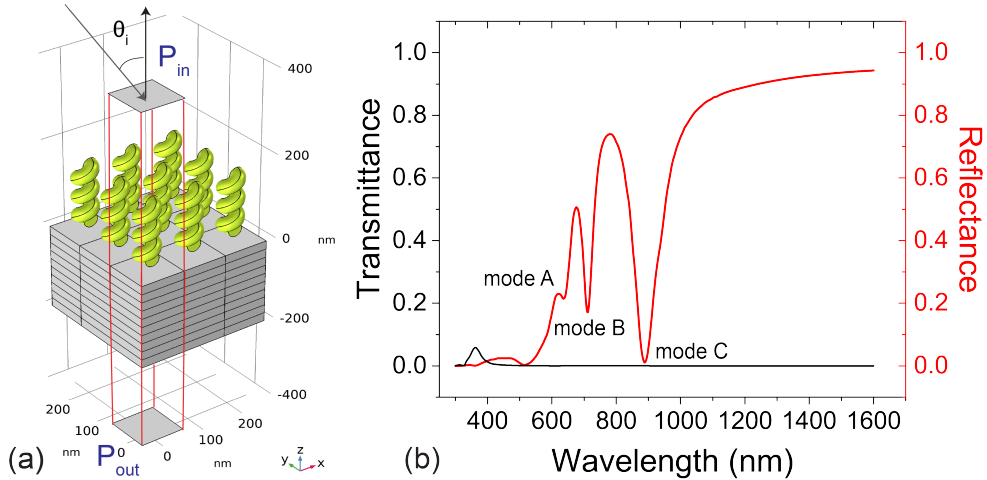 θi
Pin
400
200
0 nm
-200
-400
200
100
nm
0
0
100
200
nm
Pout
z
y x
(a)
1.0
0.8
0.6
0.4
0.2
0.0
Transmittance
mode A
mode B
mode C
1.0
0.8
0.6
0.4
0.2
0.0
Reflectance
400 600 800 1000 1200 1400 1600
(b) Wavelength (nm)